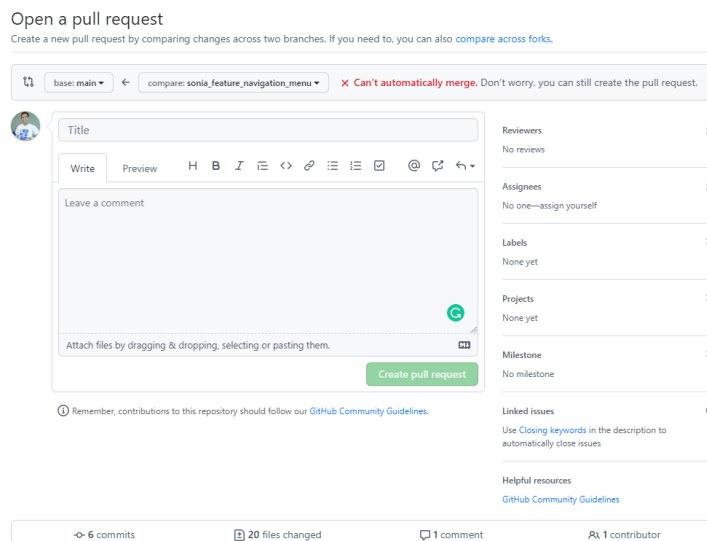 Open a pull request
Create a new pull request by comparing changes across two branches. If you need to, you can also compare across forks.
base: main ← compare: sonia_feature_navigation_menu × Can't automatically merge. Don't worry, you can still create the pull request.
Title
Write Preview H B I <> @
Leave a comment
Attach files by dragging & dropping, selecting or pasting them.
Create pull request
Remember, contributions to this repository should follow our GitHub Community Guidelines.
Reviewers
No reviews
Assignees
No one—assign yourself
Labels
None yet
Projects
None yet
Milestone
No milestone
Linked issues
Use Closing keywords in the description to
automatically close issues
Helpful resources
GitHub Community Guidelines
6 commits 20 files changed 1 comment 1 contributor